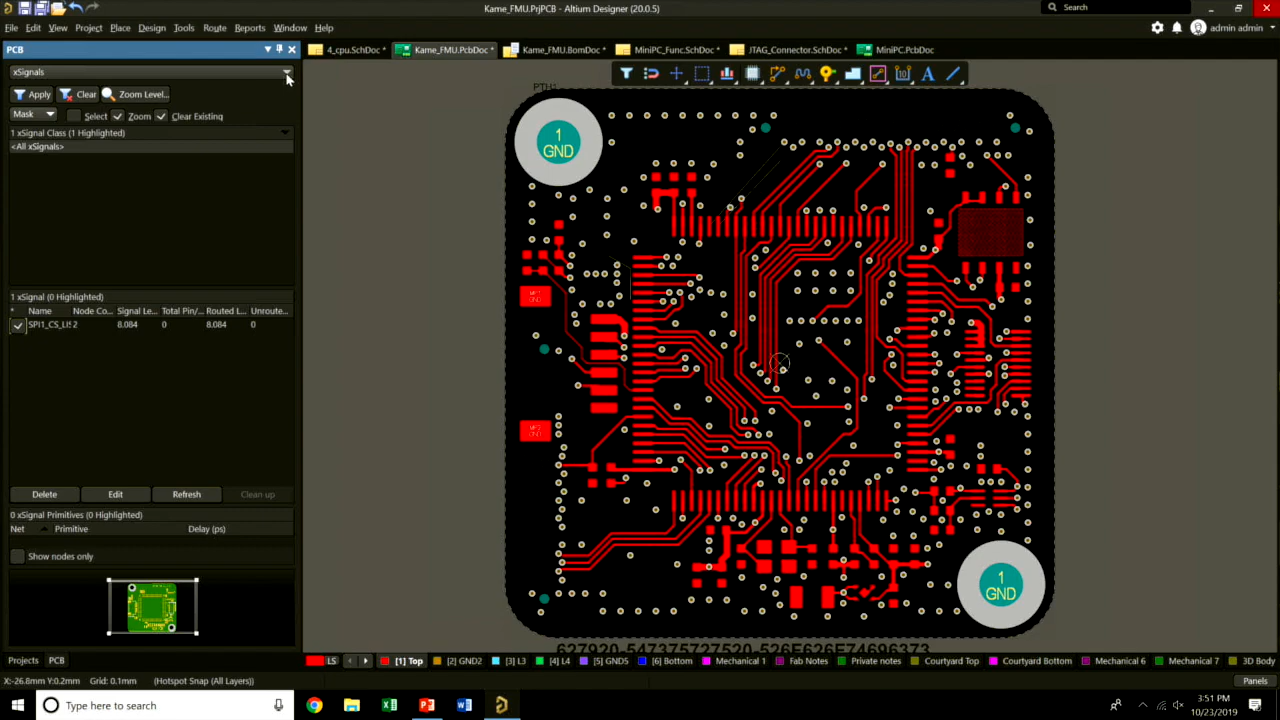 Kame_FMU.PrjPCB - Altium Designer (20.0.5)
Search
File Edit View Project Place Design Tools Route Reports Window Help
admin admin
PCB
4_cpu.SchDoc * Kame_FMU.PcbDoc * Kame_FMU.BomDoc * MiniPC_Func.SchDoc * JTAG_Connector.SchDoc * MiniPC.PcbDoc
xSignals
Apply Clear Zoom Level...
Mask Select Zoom Clear Existing
1 xSignal Class (1 Highlighted)
<All xSignals>
1 xSignal (0 Highlighted)
* Name Node Co... Signal Le... Total Pin/... Routed L... Unroute...
SPI1_CS_LIS 2 8.084 0 8.084 0
Delete Edit Refresh Clean up
0 xSignal Primitives (0 Highlighted)
Net Primitive Delay (ps)
Show nodes only
1
GND
1
GND
627920-547375727520-526E626E74696373
Projects PCB
LS [1] Top [2] GND2 [3] L3 [4] L4 [5] GND5 [6] Bottom Mechanical 1 Fab Notes Private notes Courtyard Top Courtyard Bottom Mechanical 6 Mechanical 7 3D Body
X:-26.8mm Y:0.2mm Grid: 0.1mm (Hotspot Snap (All Layers)) Panels
Type here to search
3:51 PM
10/23/2019